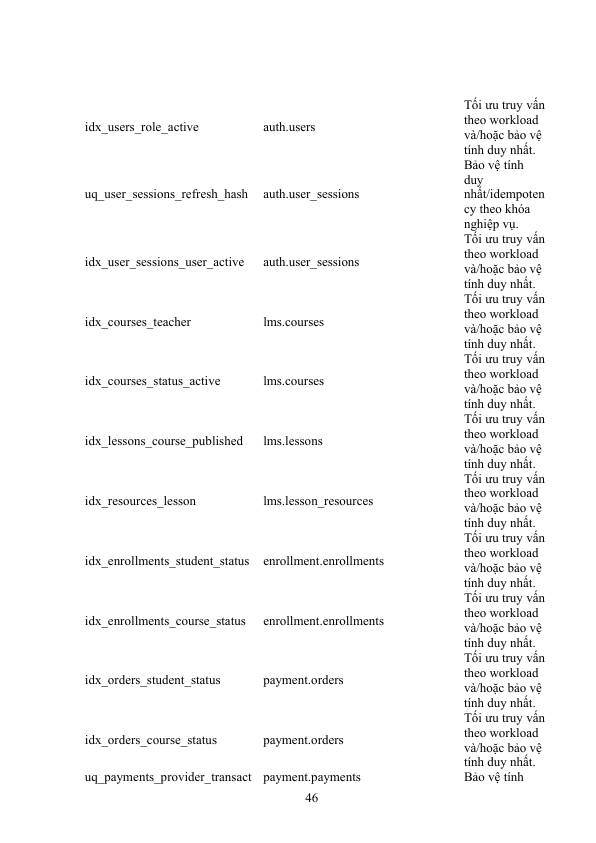 Tối ưu truy vấn
theo workload
idx_users_role_active auth.users
và/hoặc bảo vệ
tính duy nhất.
Bảo vệ tính
duy
uq_user_sessions_refresh_hash auth.user_sessions nhất/idempoten
cy theo khóa
nghiệp vụ.
Tối ưu truy vấn
theo workload
idx_user_sessions_user_active auth.user_sessions
và/hoặc bảo vệ
tính duy nhất.
Tối ưu truy vấn
theo workload
idx_courses_teacher lms.courses
và/hoặc bảo vệ
tính duy nhất.
Tối ưu truy vấn
theo workload
idx_courses_status_active lms.courses
và/hoặc bảo vệ
tính duy nhất.
Tối ưu truy vấn
theo workload
idx_lessons_course_published lms.lessons
và/hoặc bảo vệ
tính duy nhất.
Tối ưu truy vấn
theo workload
idx_resources_lesson lms.lesson_resources
và/hoặc bảo vệ
tính duy nhất.
Tối ưu truy vấn
theo workload
idx_enrollments_student_status enrollment.enrollments
và/hoặc bảo vệ
tính duy nhất.
Tối ưu truy vấn
theo workload
idx_enrollments_course_status enrollment.enrollments
và/hoặc bảo vệ
tính duy nhất.
Tối ưu truy vấn
theo workload
idx_orders_student_status payment.orders
và/hoặc bảo vệ
tính duy nhất.
Tối ưu truy vấn
theo workload
idx_orders_course_status payment.orders
và/hoặc bảo vệ
tính duy nhất.
uq_payments_provider_transact payment.payments Bảo vệ tính
46